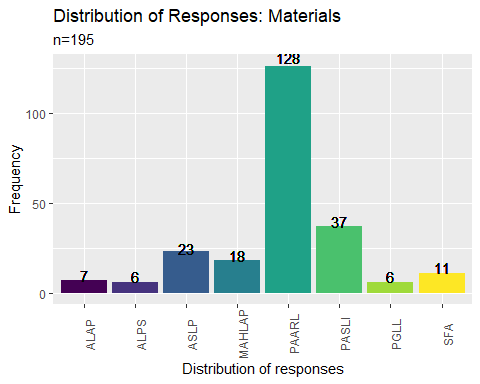 Distribution of Responses: Materials
n=195
Frequency
100
50
0
7
6
23
18
128
37
6
11
ALAP
ALPS
ASLP
MAHLAP
PAARL
PASLI
PGLL
SFA
Distribution of responses